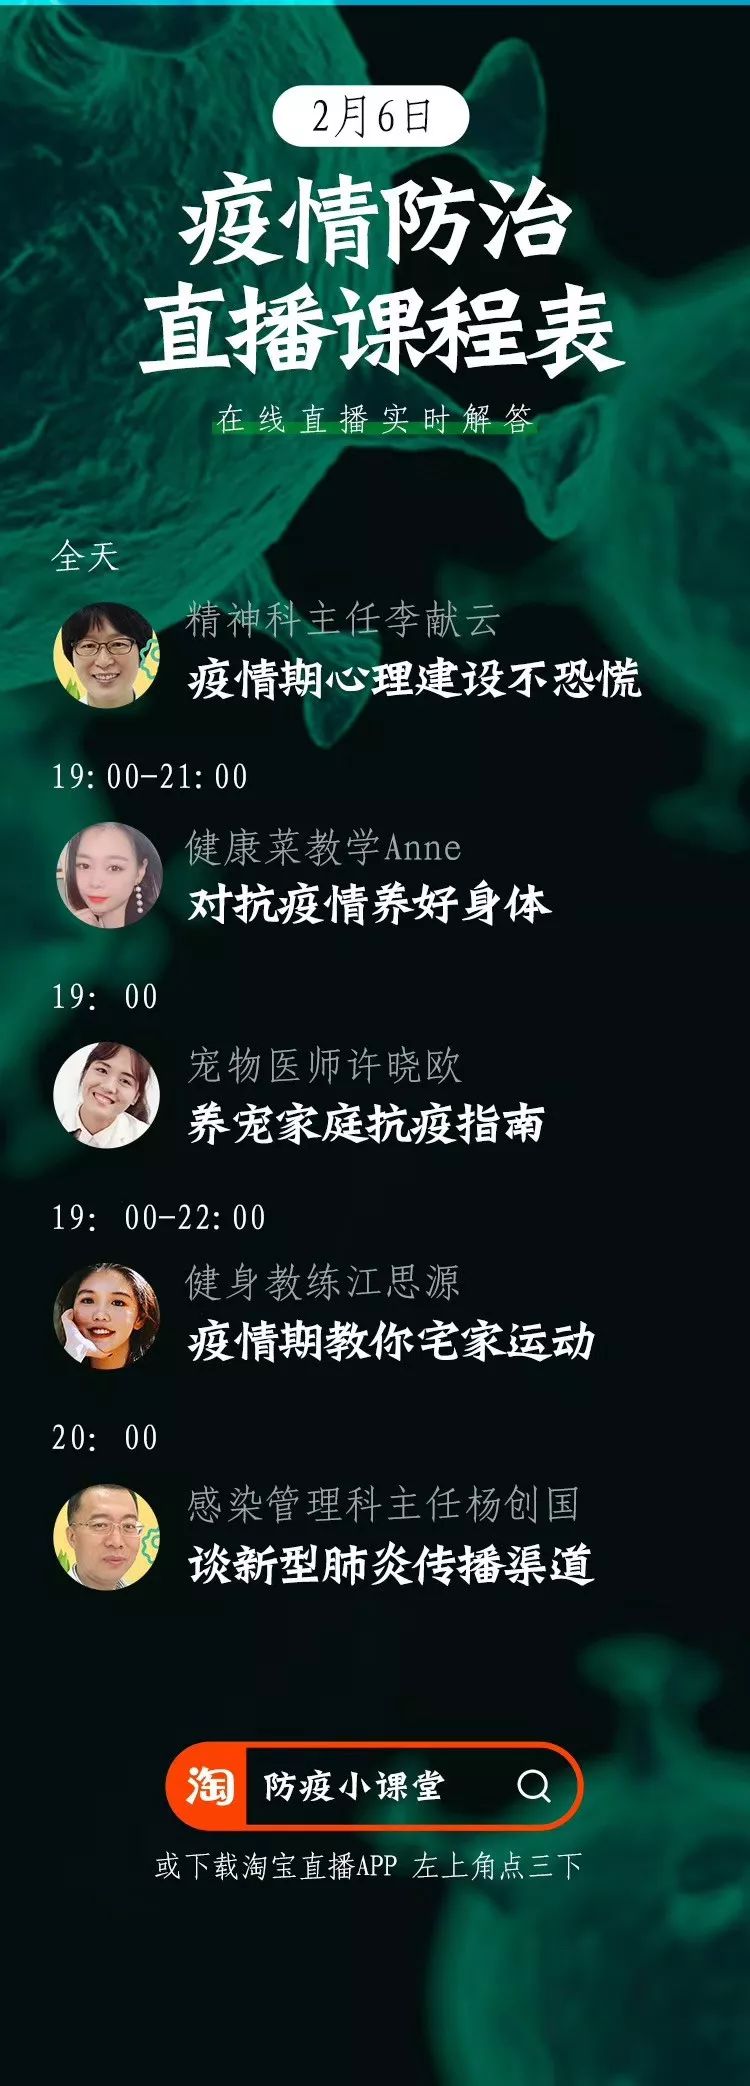 2月6日
疫情防治
直播课程表
在线直播实时解答
全天
精神科主任李献云
疫情期心理建设不恐慌
19:00-21:00
健康菜教学Anne
对抗疫情养好身体
19: 00
宠物医师许晓欧
养宠家庭抗疫指南
19: 00-22:00
健身教练江思源
疫情期教你宅家运动
20: 00
感染管理科主任杨创国
谈新型肺炎传播渠道
淘 防疫小课堂
或下载淘宝直播APP 左上角点三下